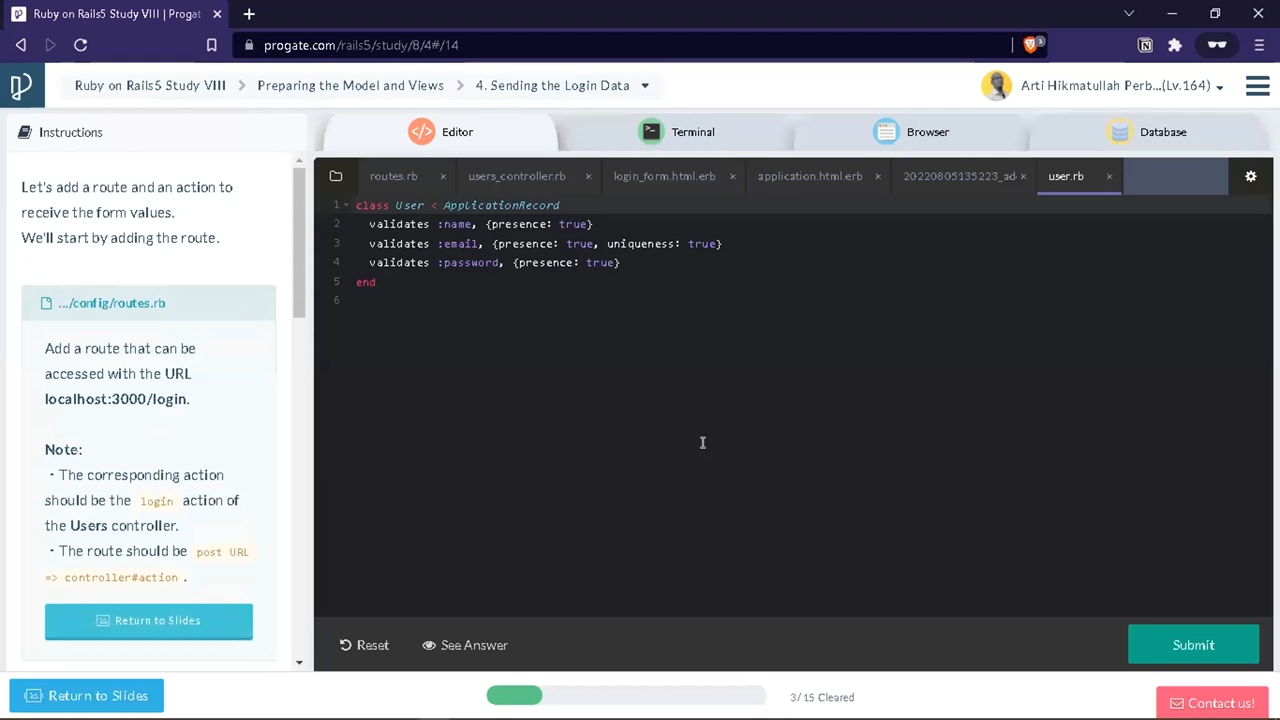 Ruby on Rails5 Study VIII | Progat
progate.com/rails5/study/8/4#/14
Ruby on Rails5 Study VIII
Preparing the Model and Views
4. Sending the Login Data
Arti Hikmatullah Perb...(Lv.164)
Instructions
Editor
Terminal
Browser
Database
routes.rb ×
users_controller.rb ×
login_form.html.erb ×
application.html.erb ×
20220805135223_ad ×
user.rb ×
Let's add a route and an action to
receive the form values.
We'll start by adding the route.
.../config/routes.rb
Add a route that can be
accessed with the URL
localhost:3000/login.
Note:
・The corresponding action
should be the login action of
the Users controller.
・The route should be post URL
=> controller#action .
Return to Slides
1 class User < ApplicationRecord
2 validates :name, {presence: true}
3 validates :email, {presence: true, uniqueness: true}
4 validates :password, {presence: true}
5 end
6
Reset
See Answer
Submit
Return to Slides
3/15 Cleared
Contact us!